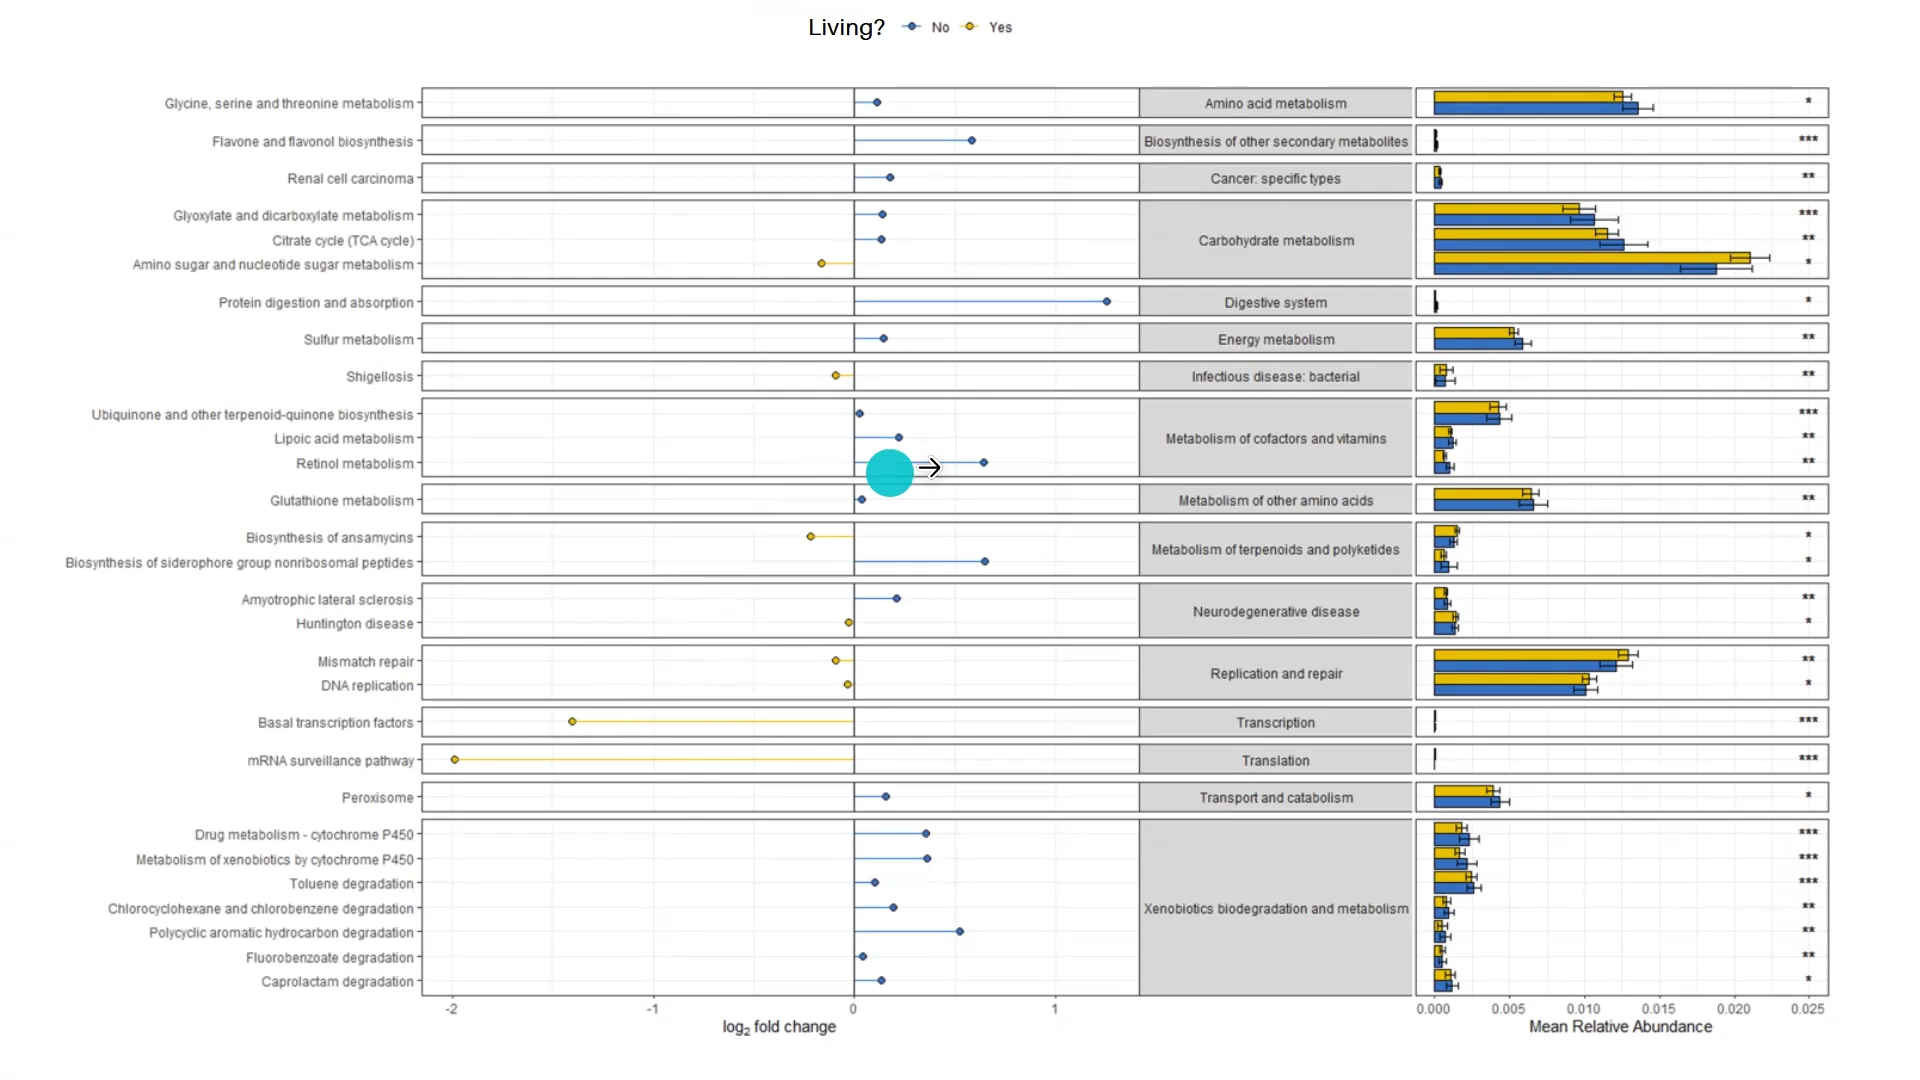 Living? No Yes
Glycine, serine and threonine metabolism Amino acid metabolism *
Flavone and flavonol biosynthesis Biosynthesis of other secondary metabolites ***
Renal cell carcinoma Cancer: specific types **
Glyoxylate and dicarboxylate metabolism ***
Citrate cycle (TCA cycle) Carbohydrate metabolism **
Amino sugar and nucleotide sugar metabolism *
Protein digestion and absorption Digestive system *
Sulfur metabolism Energy metabolism **
Shigellosis Infectious disease: bacterial **
Ubiquinone and other terpenoid-quinone biosynthesis ***
Lipoic acid metabolism Metabolism of cofactors and vitamins **
Retinol metabolism **
Glutathione metabolism Metabolism of other amino acids **
Biosynthesis of ansamycins *
Metabolism of terpenoids and polyketides
Biosynthesis of siderophore group nonribosomal peptides *
Amyotrophic lateral sclerosis **
Neurodegenerative disease
Huntington disease *
Mismatch repair **
Replication and repair
DNA replication *
Basal transcription factors Transcription ***
mRNA surveillance pathway Translation ***
Peroxisome Transport and catabolism *
Drug metabolism - cytochrome P450 ***
Metabolism of xenobiotics by cytochrome P450 ***
Toluene degradation ***
Chlorocyclohexane and chlorobenzene degradation Xenobiotics biodegradation and metabolism **
Polycyclic aromatic hydrocarbon degradation **
Fluorobenzoate degradation **
Caprolactam degradation *
-2 -1 0 1 0.000 0.005 0.010 0.015 0.020 0.025
log₂ fold change Mean Relative Abundance